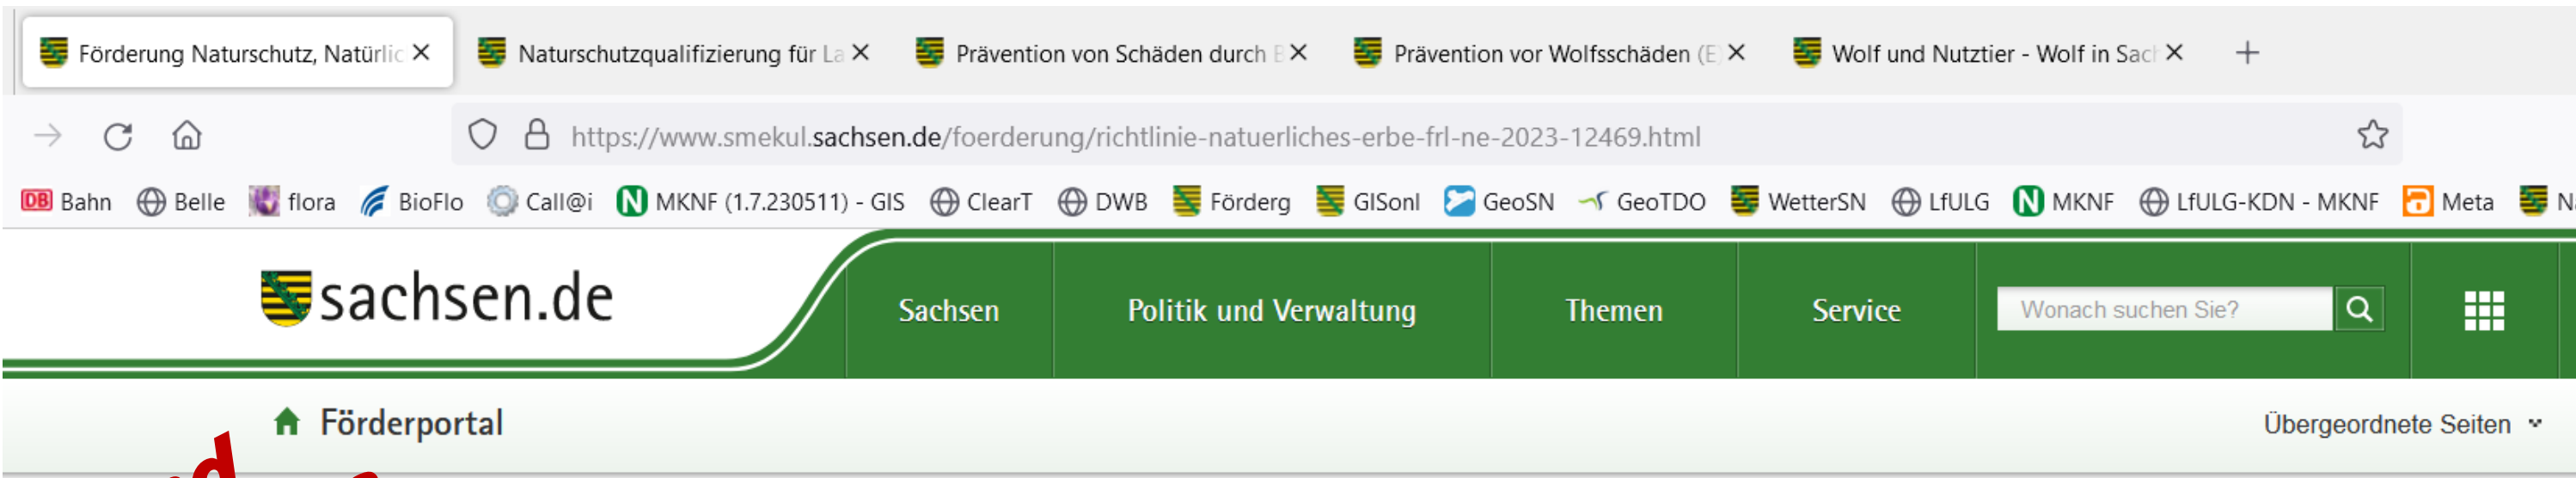 Förderung Naturschutz, Natürlic
Naturschutzqualifizierung für La
Prävention von Schäden durch B
Prävention vor Wolfsschäden (E
Wolf und Nutztier - Wolf in Sach
https://www.smekul.sachsen.de/foerderung/richtlinie-natuerliches-erbe-frl-ne-2023-12469.html
DB Bahn Belle flora BioFlo Call@i N MKNF (1.7.230511) - GIS ClearT DWB Förderg GISonl GeoSN GeoTDO WetterSN LfULG N MKNF LfULG-KDN - MKNF Meta
sachsen.de
Sachsen Politik und Verwaltung Themen Service Wonach suchen Sie?
Förderportal
Übergeordnete Seiten